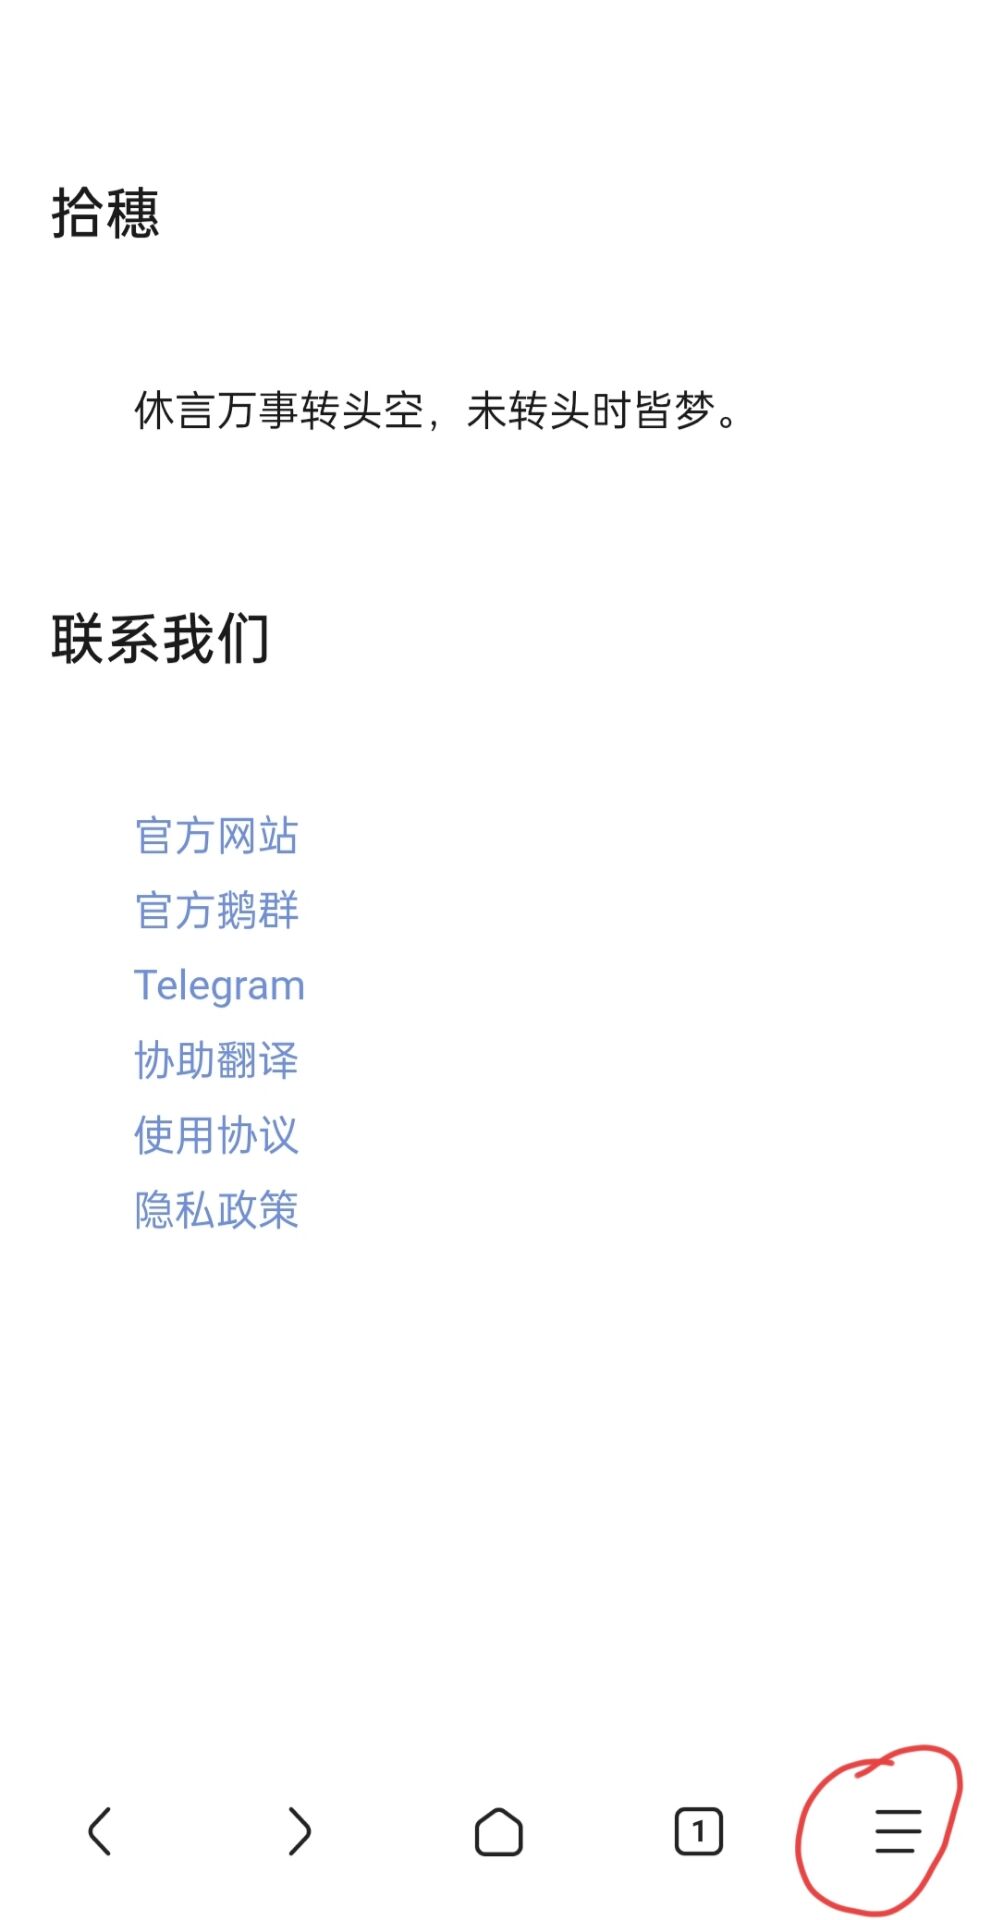 拾穗
休言万事转头空，未转头时皆梦。
联系我们
官方网站
官方鹅群
Telegram
协助翻译
使用协议
隐私政策
1